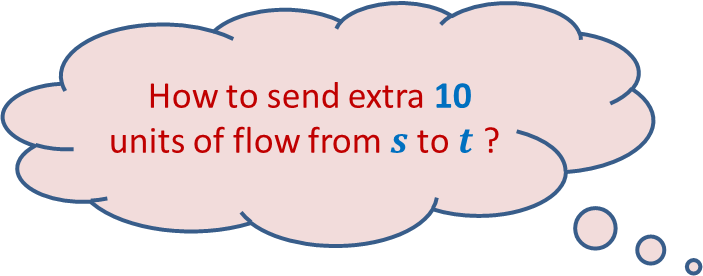 How to send extra 10
units of flow from s to t ?